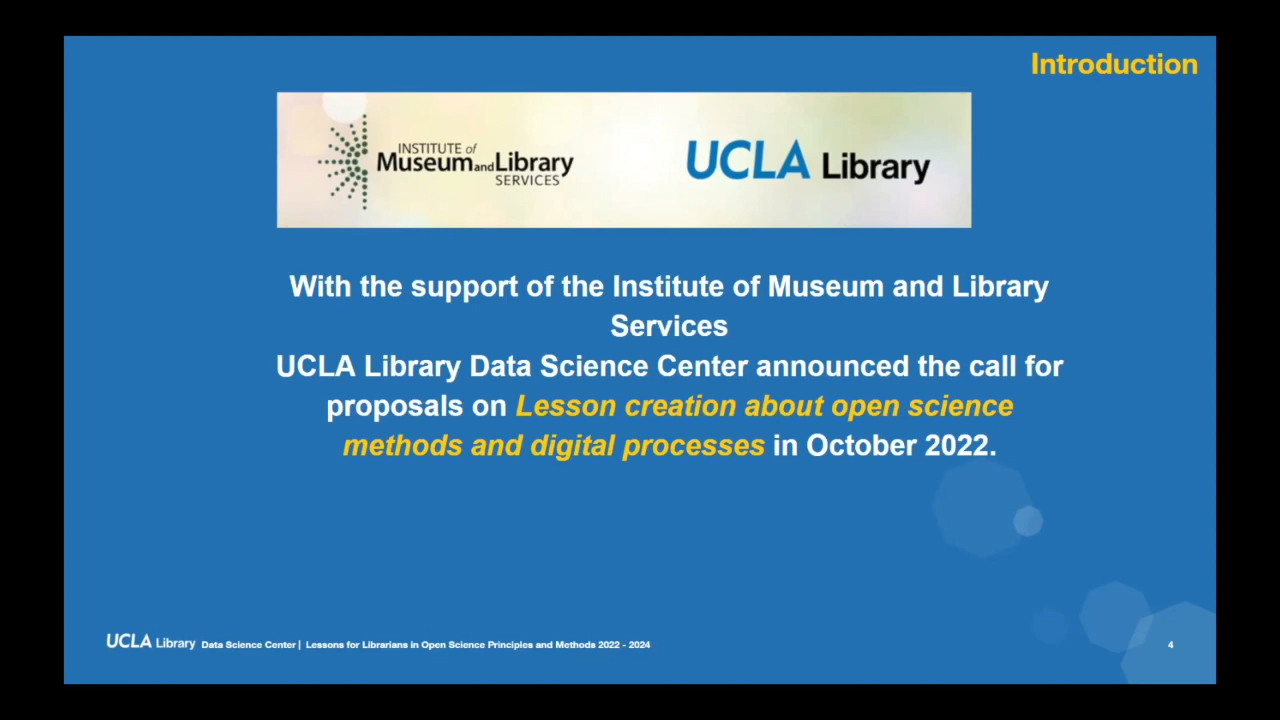 Introduction
INSTITUTE of
Museum and Library
SERVICES
UCLA Library
With the support of the Institute of Museum and Library
Services
UCLA Library Data Science Center announced the call for
proposals on Lesson creation about open science
methods and digital processes in October 2022.
UCLA Library Data Science Center | Lessons for Librarians in Open Science Principles and Methods 2022 - 2024
4